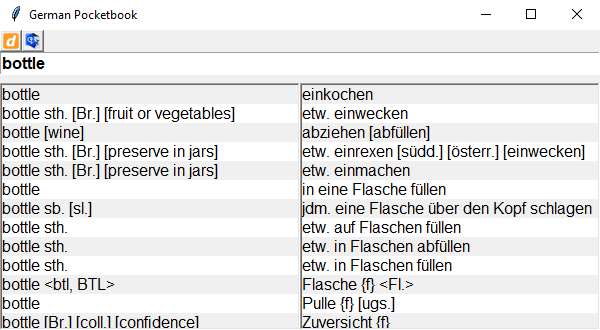 German Pocketbook
bottle
bottle einkochen
bottle sth. [Br.] [fruit or vegetables] etw. einwecken
bottle [wine] abziehen [abfüllen]
bottle sth. [Br.] [preserve in jars] etw. einrexen [südd.] [österr.] [einwecken]
bottle sth. [Br.] [preserve in jars] etw. einmachen
bottle in eine Flasche füllen
bottle sb. [sl.] jdm. eine Flasche über den Kopf schlagen
bottle sth. etw. auf Flaschen füllen
bottle sth. etw. in Flaschen abfüllen
bottle sth. etw. in Flaschen füllen
bottle <btl, BTL> Flasche {f} <Fl.>
bottle Pulle {f} [ugs.]
bottle [Br.] [coll.] [confidence] Zuversicht {f}